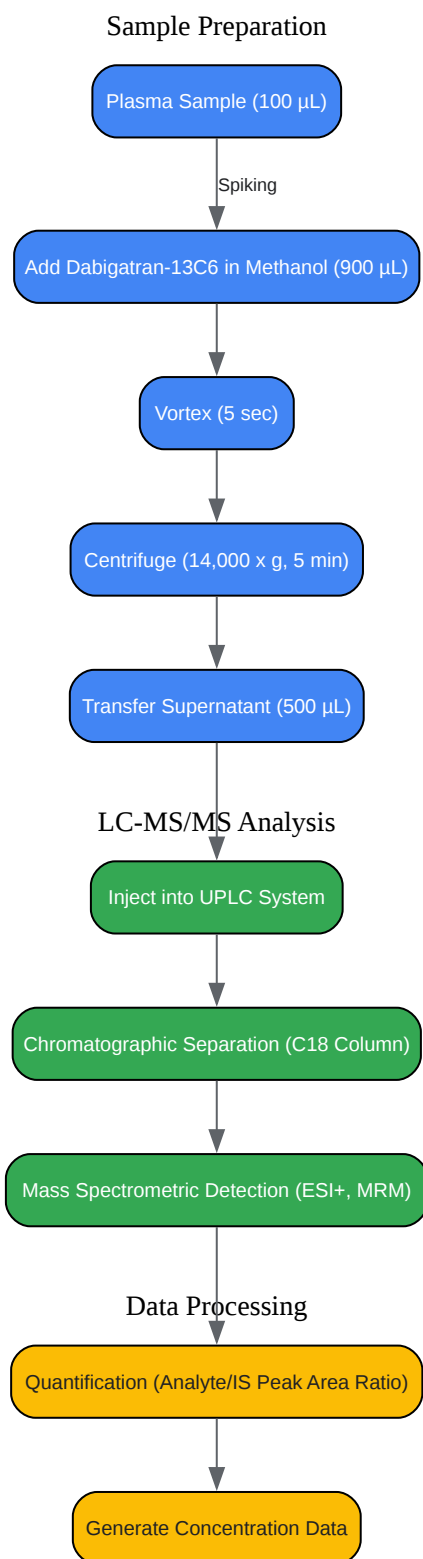 Sample Preparation
Plasma Sample (100 µL)
Spiking
Add Dabigatran-13C6 in Methanol (900 µL)
Vortex (5 sec)
Centrifuge (14,000 x g, 5 min)
Transfer Supernatant (500 µL)
LC-MS/MS Analysis
Inject into UPLC System
Chromatographic Separation (C18 Column)
Mass Spectrometric Detection (ESI+, MRM)
Data Processing
Quantification (Analyte/IS Peak Area Ratio)
Generate Concentration Data